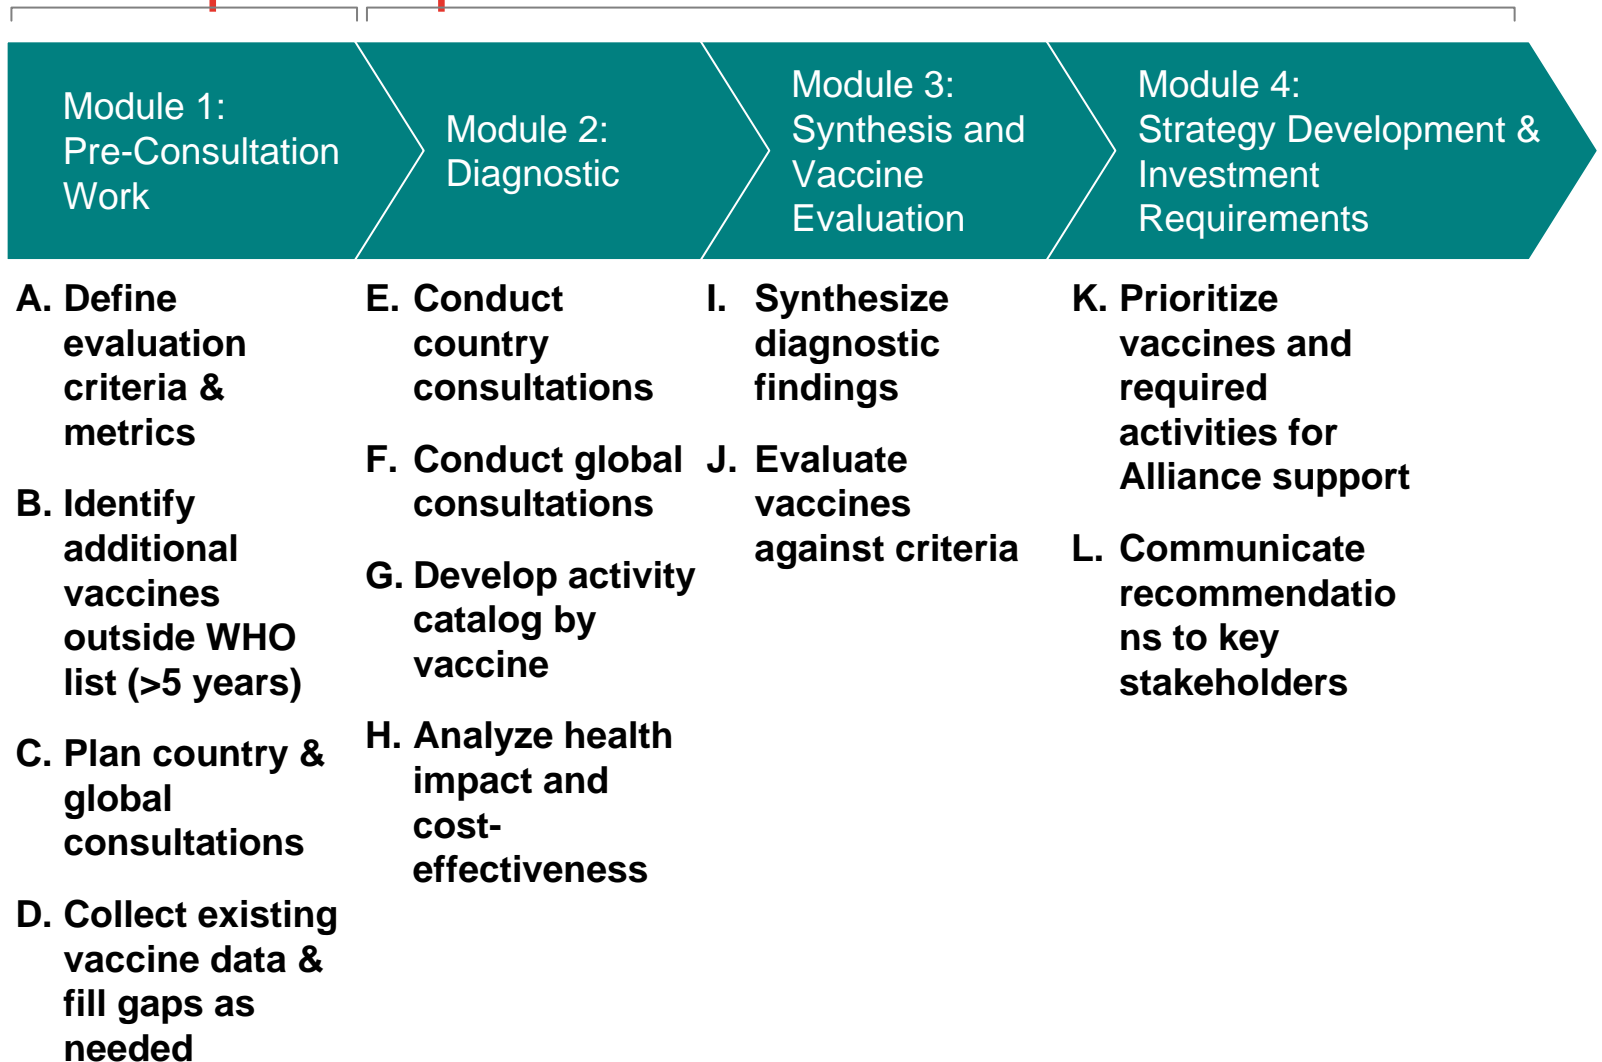 Module 1:
Pre-Consultation
Work
Module 2:
Diagnostic
Module 3:
Synthesis and
Vaccine
Evaluation
Module 4:
Strategy Development &
Investment
Requirements
A. Define
evaluation
criteria &
metrics
B. Identify
additional
vaccines
outside WHO
list (>5 years)
C. Plan country &
global
consultations
D. Collect existing
vaccine data &
fill gaps as
needed
E. Conduct
country
consultations
F. Conduct global
consultations
G. Develop activity
catalog by
vaccine
H. Analyze health
impact and
cost-
effectiveness
I. Synthesize
diagnostic
findings
J. Evaluate
vaccines
against criteria
K. Prioritize
vaccines and
required
activities for
Alliance support
L. Communicate
recommendatio
ns to key
stakeholders